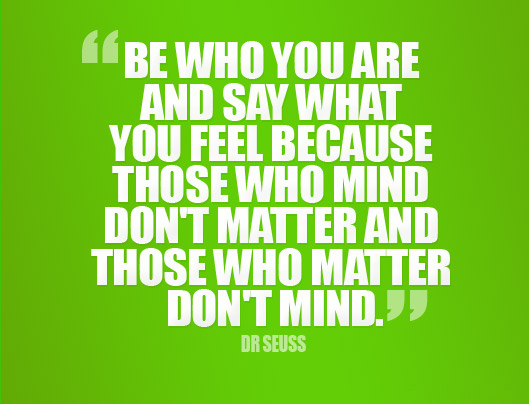 “BE WHO YOU ARE
AND SAY WHAT
YOU FEEL BECAUSE
THOSE WHO MIND
DON'T MATTER AND
THOSE WHO MATTER
DON'T MIND.”
DR SEUSS